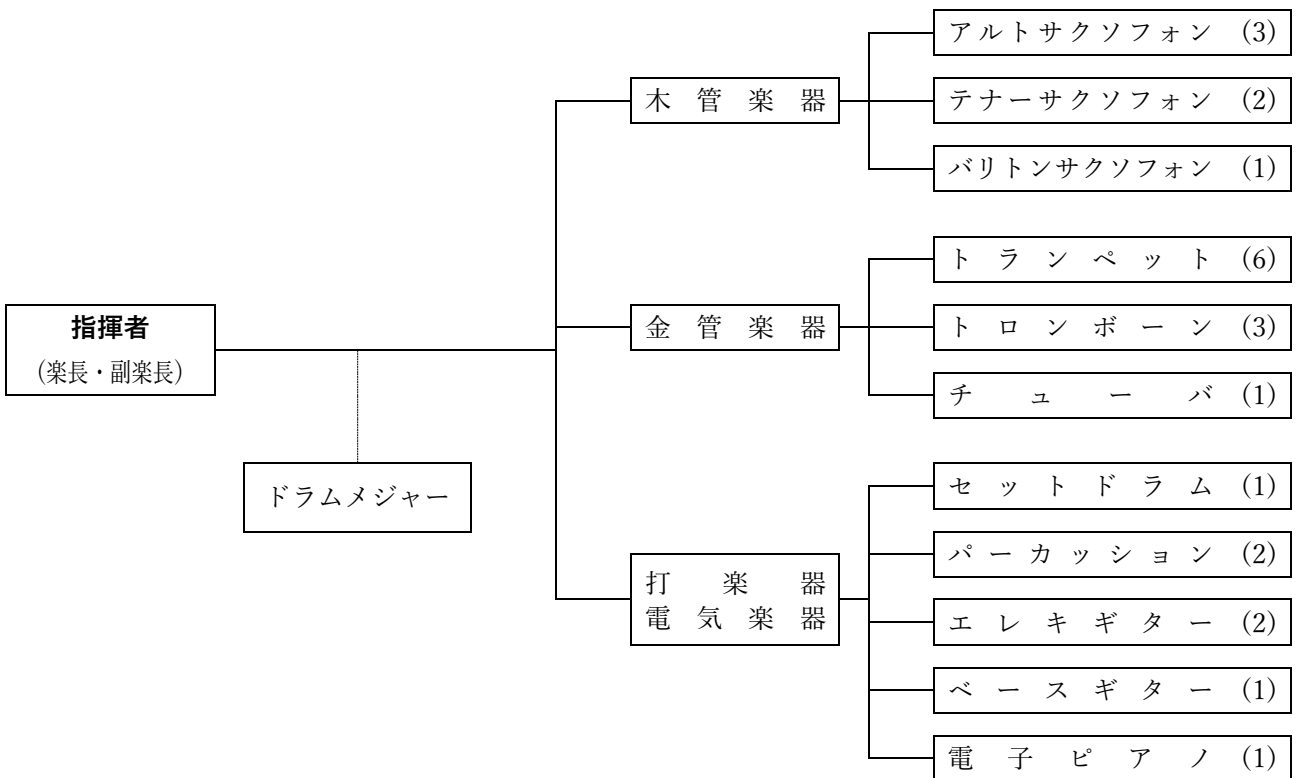 アルトサクソフォン (3)
木管楽器
テナーサクソフォン (2)
バリトンサクソフォン (1)
トランペット (6)
指揮者
(楽長・副楽長)
金管楽器
トロンボーン (3)
チューバ (1)
ドラムメジャー
セットドラム (1)
パーカッション (2)
打楽器
電気楽器
エレキギター (2)
ベースギター (1)
電子ピアノ (1)